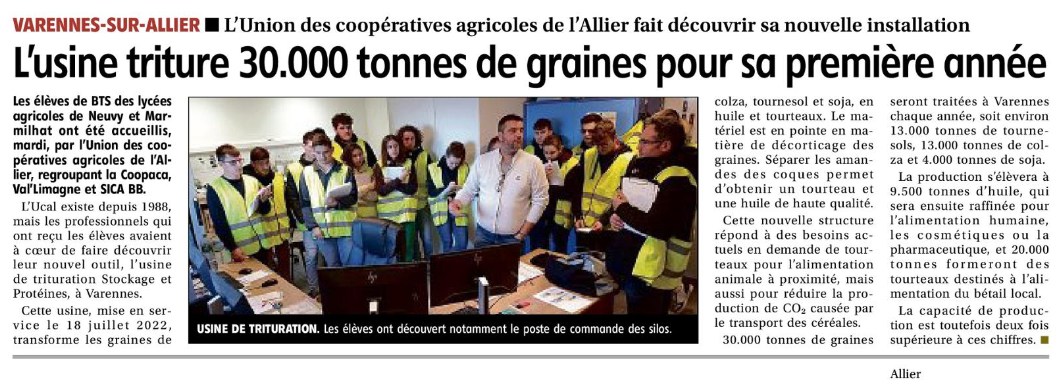 VARENNES-SUR-ALLIER ■ L'Union des coopératives agricoles de l'Allier fait découvrir sa nouvelle installation
L'usine triture 30.000 tonnes de graines pour sa première année
Les élèves de BTS des lycées
agricoles de Neuvy et Mar-
milhat ont été accueillis,
mardi, par l'Union des coo-
pératives agricoles de l'Al-
lier, regroupant la Coopaca,
Val'Limagne et SICA BB.
L'Ucal existe depuis 1988,
mais les professionnels qui
ont reçu les élèves avaient
à cœur de faire découvrir
leur nouvel outil, l'usine
de trituration Stockage et
Protéines, à Varennes.
Cette usine, mise en ser-
vice le 18 juillet 2022,
transforme les graines de
USINE DE TRITURATION. Les élèves ont découvert notamment le poste de commande des silos.
colza, tournesol et soja, en
huile et tourteaux. Le ma-
tériel est en pointe en ma-
tière de décorticage des
graines. Séparer les aman-
des des coques permet
d'obtenir un tourteau et
une huile de haute qualité.
Cette nouvelle structure
répond à des besoins ac-
tuels en demande de tour-
teaux pour l'alimentation
animale à proximité, mais
aussi pour réduire la pro-
duction de CO₂ causée par
le transport des céréales.
30.000 tonnes de graines
seront traitées à Varennes
chaque année, soit environ
13.000 tonnes de tourne-
sols, 13.000 tonnes de col-
za et 4.000 tonnes de soja.
La production s'élèvera à
9.500 tonnes d'huile, qui
sera ensuite raffinée pour
l'alimentation humaine,
les cosmétiques ou la
pharmaceutique, et 20.000
tonnes formeront des
tourteaux destinés à l'ali-
mentation du bétail local.
La capacité de produc-
tion est toutefois deux fois
supérieure à ces chiffres. ■
Allier